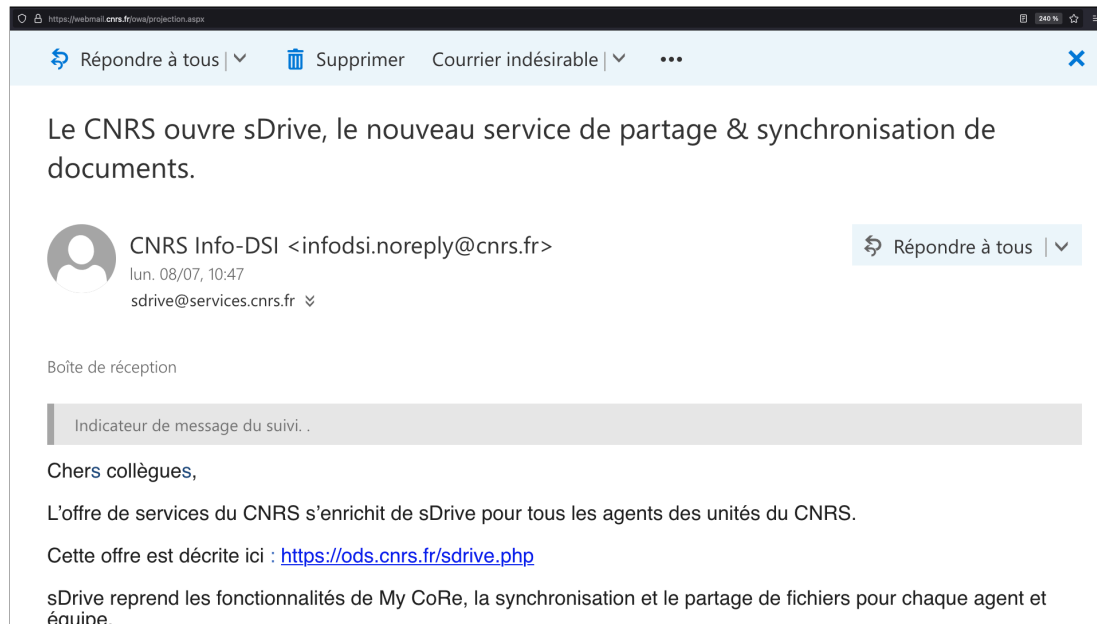 https://webmail.cnrs.fr/owa/projection.aspx 240 %
Répondre à tous | Supprimer Courrier indésirable | •••
Le CNRS ouvre sDrive, le nouveau service de partage & synchronisation de
documents.
CNRS Info-DSI <infodsi.noreply@cnrs.fr>
Répondre à tous |
lun. 08/07, 10:47
sdrive@services.cnrs.fr
Boîte de réception
Indicateur de message du suivi. .
Chers collègues,
L’offre de services du CNRS s’enrichit de sDrive pour tous les agents des unités du CNRS.
Cette offre est décrite ici : https://ods.cnrs.fr/sdrive.php
sDrive reprend les fonctionnalités de My CoRe, la synchronisation et le partage de fichiers pour chaque agent et
équipe.